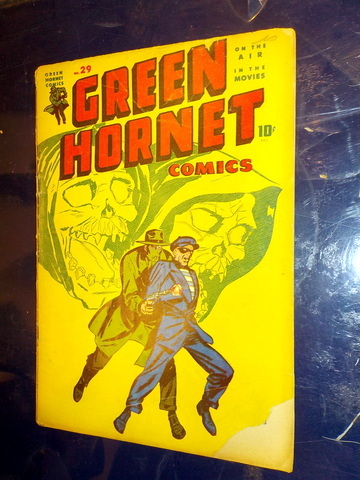 GREEN
HORNET
COMICS
No. 29
GREEN
HORNET
COMICS
ON THE
AIR
IN THE
MOVIES
10¢